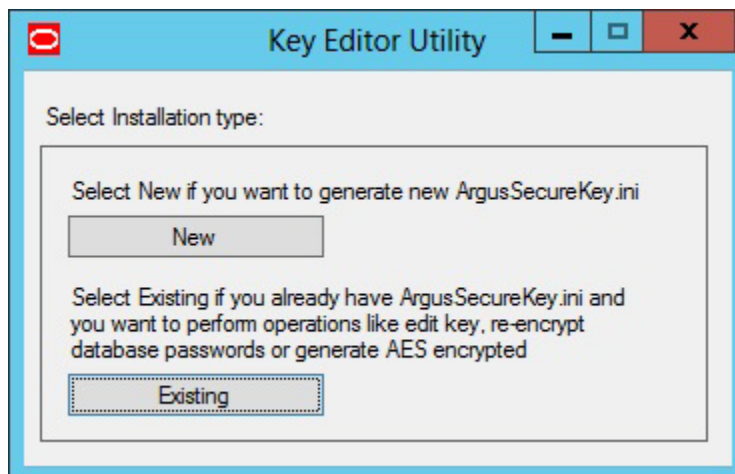 Key Editor Utility
Select Installation type:
Select New if you want to generate new ArgusSecureKey.ini
New
Select Existing if you already have ArgusSecureKey.ini and
you want to perform operations like edit key, re-encrypt
database passwords or generate AES encrypted
Existing